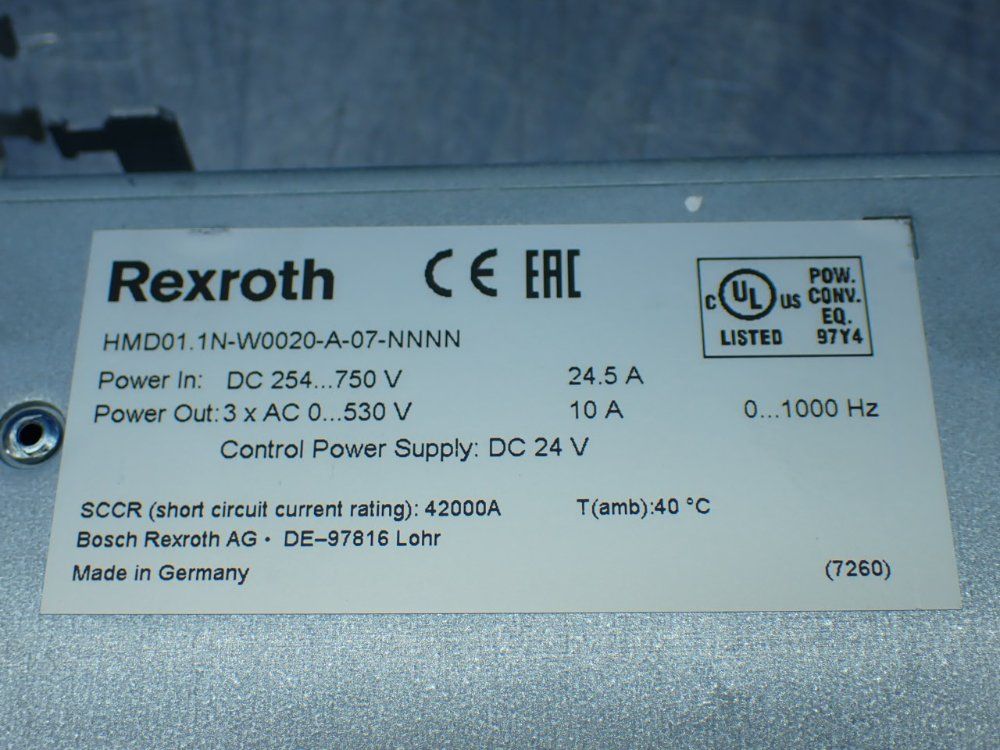 Rexroth CE EAC
HMD01.1N-W0020-A-07-NNNN
Power In: DC 254...750 V 24.5 A
Power Out: 3 x AC 0...530 V 10 A 0...1000 Hz
Control Power Supply: DC 24 V
SCCR (short circuit current rating): 42000A T(amb):40 °C
Bosch Rexroth AG • DE–97816 Lohr
Made in Germany (7260)
C UL US
LISTED
POW.
CONV.
EQ.
97Y4